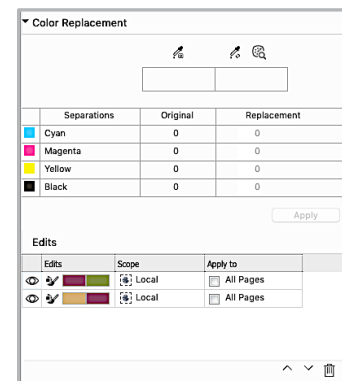 Color Replacement
Separations Original Replacement
Cyan 0 0
Magenta 0 0
Yellow 0 0
Black 0 0
Apply
Edits
Edits Scope Apply to
Local All Pages
Local All Pages